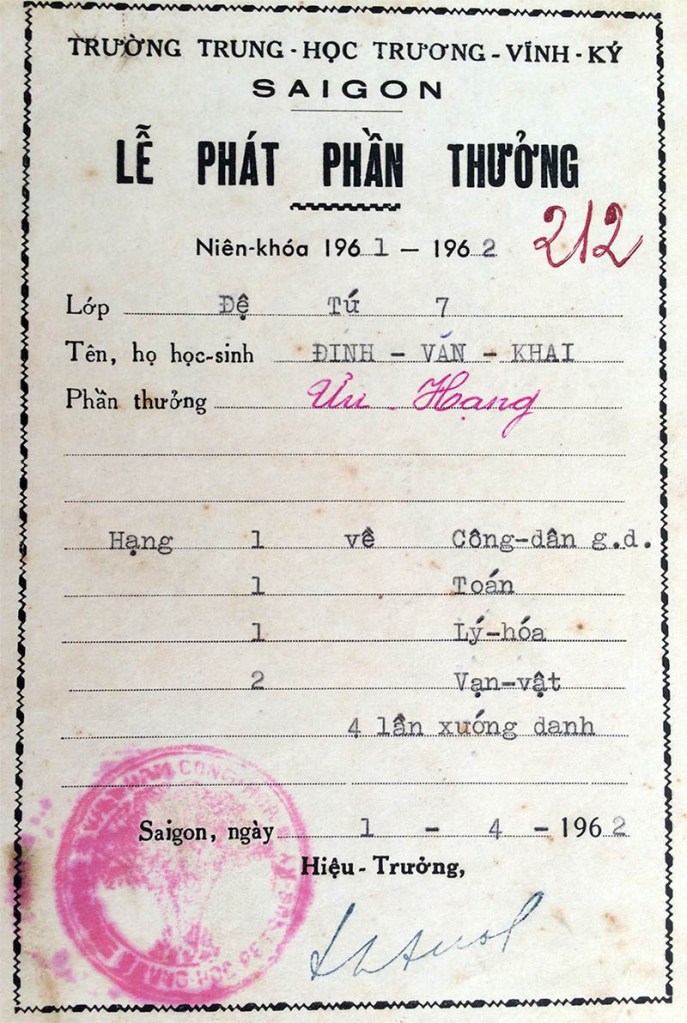 TRƯỜNG TRUNG-HỌC TRƯƠNG-VĨNH-KÝ
SAIGON
LỄ PHÁT PHẦN THƯỞNG
Niên-khóa 1961 — 1962
212
Lớp Đệ Tứ 7
Tên, họ học-sinh ĐINH - VĂN - KHAI
Phần thưởng Ưu Hạng
Hạng 1 về Công-dân g.d.
1 Toán
1 Lý-hóa
2 Vạn-vật
4 lần xướng danh
Saigon, ngày 1 - 4 - 1962
Hiệu-Trưởng,